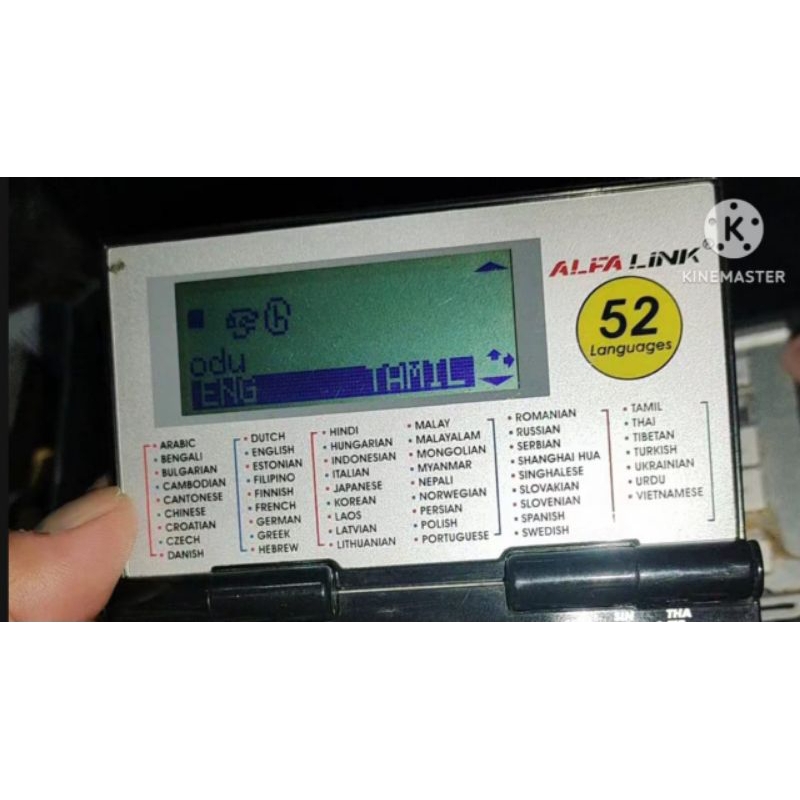 KINEMASTER
ALFA LINK®
52
Languages
■ ஓடு
odu
ENG TAMIL
• ARABIC
• BENGALI
• BULGARIAN
• CAMBODIAN
• CANTONESE
• CHINESE
• CROATIAN
• CZECH
• DANISH
• DUTCH
• ENGLISH
• ESTONIAN
• FILIPINO
• FINNISH
• FRENCH
• GERMAN
• GREEK
• HEBREW
• HINDI
• HUNGARIAN
• INDONESIAN
• ITALIAN
• JAPANESE
• KOREAN
• LAOS
• LATVIAN
• LITHUANIAN
• MALAY
• MALAYALAM
• MONGOLIAN
• MYANMAR
• NEPALI
• NORWEGIAN
• PERSIAN
• POLISH
• PORTUGUESE
• ROMANIAN
• RUSSIAN
• SERBIAN
• SHANGHAI HUA
• SINGHALESE
• SLOVAKIAN
• SLOVENIAN
• SPANISH
• SWEDISH
• TAMIL
• THAI
• TIBETAN
• TURKISH
• UKRAINIAN
• URDU
• VIETNAMESE
THA